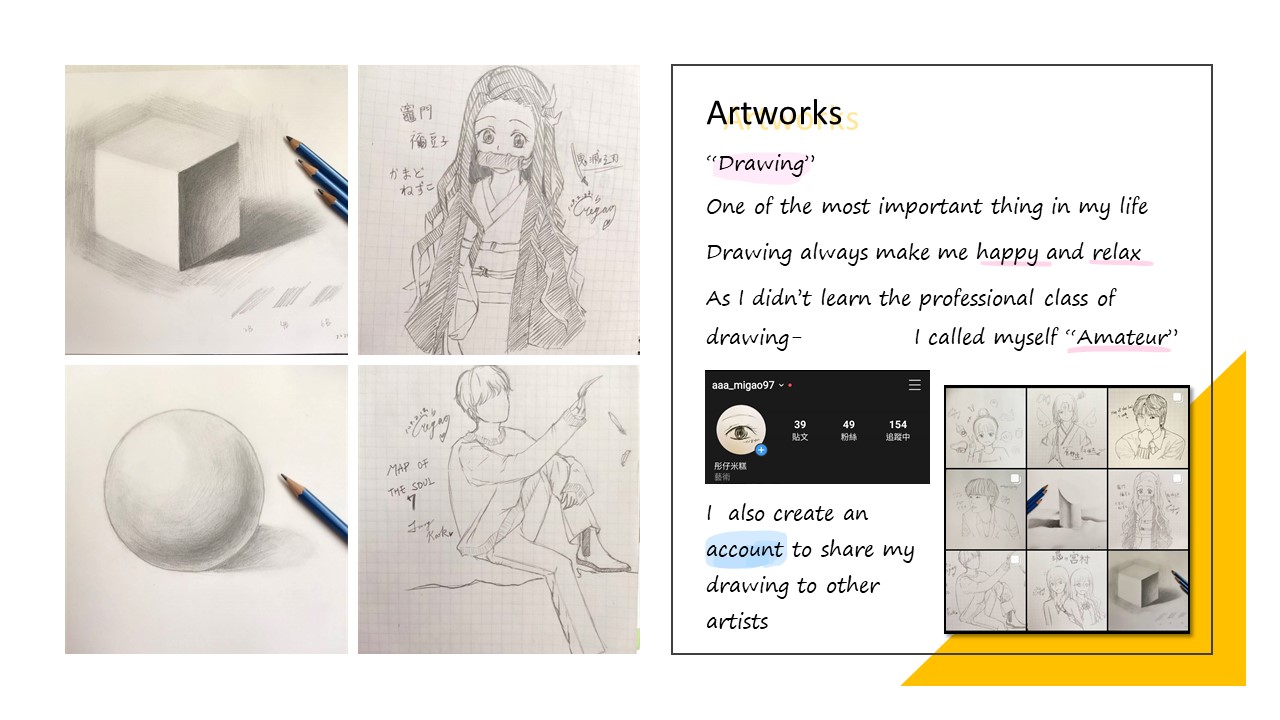 竈門
禰豆子
かまど
ねずこ
鬼滅之刃
Cregan
Cregan
MAP OF
THE SOUL
7
Jung
Kook
Artworks
“Drawing”
One of the most important thing in my life
Drawing always make me happy and relax
As I didn’t learn the professional class of
drawing- I called myself “Amateur”
aaa_migao97
39 49 154
貼文 粉絲 追蹤中
彤仔米糕
藝術
I also create an
account to share my
drawing to other
artists
宮村